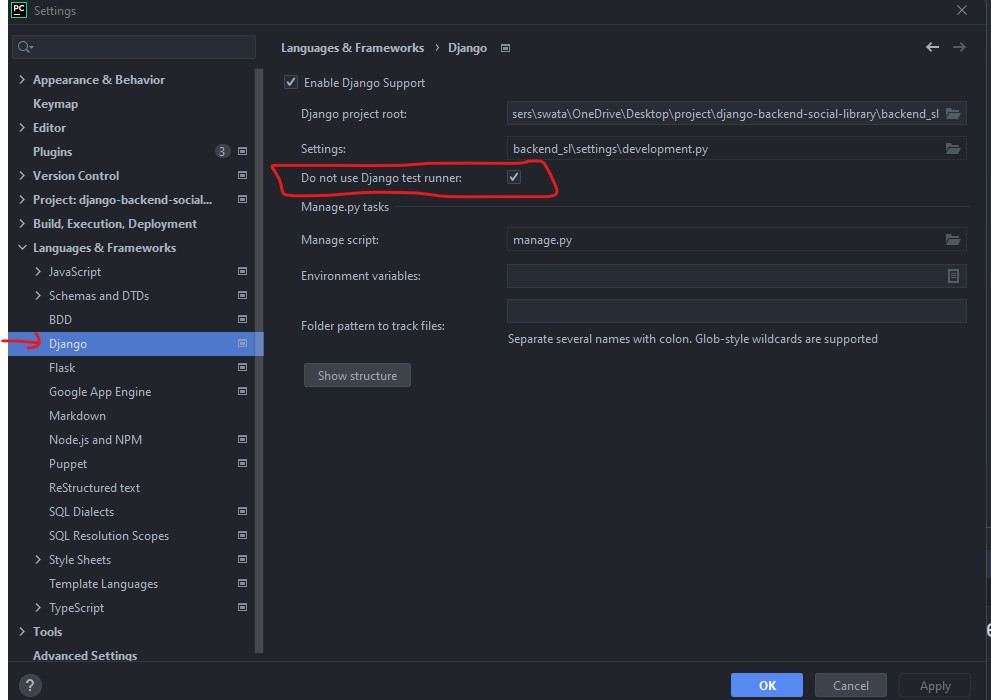 PC Settings
Languages & Frameworks › Django
Appearance & Behavior
Keymap
Editor
Plugins 3
Version Control
Project: django-backend-social...
Build, Execution, Deployment
Languages & Frameworks
JavaScript
Schemas and DTDs
BDD
Django
Flask
Google App Engine
Markdown
Node.js and NPM
Puppet
ReStructured text
SQL Dialects
SQL Resolution Scopes
Style Sheets
Template Languages
TypeScript
Tools
Advanced Settings
Enable Django Support
Django project root: sers\swata\OneDrive\Desktop\project\django-backend-social-library\backend_sl
Settings: backend_sl\settings\development.py
Do not use Django test runner:
Manage.py tasks
Manage script: manage.py
Environment variables:
Folder pattern to track files:
Separate several names with colon. Glob-style wildcards are supported
Show structure
? OK Cancel Apply